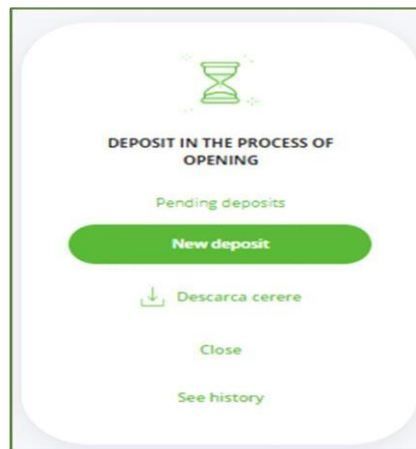 DEPOSIT IN THE PROCESS OF
OPENING
Pending deposits
New deposit
Descarca cerere
Close
See history